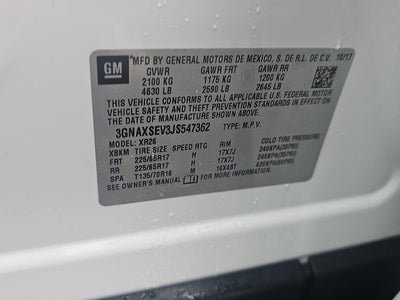 GM
MFD BY GENERAL MOTORS DE MEXICO, S. DE R.L. DE C.V. 10/17
GVWR GAWR FRT GAWR RR
2100 KG 1175 KG 1200 KG
4630 LB 2590 LB 2645 LB
THIS VEHICLE CONFORMS TO ALL APPLICABLE U.S. FEDERAL MOTOR
VEHICLE SAFETY, BUMPER, AND THEFT PREVENTION STANDARDS IN
EFFECT ON THE DATE OF MANUFACTURE SHOWN ABOVE.
3GNAXSEV3JS547362 TYPE: M.P.V.
MODEL: XR26
XBKM TIRE SIZE SPEED RTG RIM COLD TIRE PRESSURE
FRT 225/65R17 H 17X7J 240KPA(35PSI)
RR 225/65R17 H 17X7J 240KPA(35PSI)
SPA T135/70R16 M 16X4BT 420KPA(60PSI)
SEE OWNER'S MANUAL FOR MORE INFORMATION.